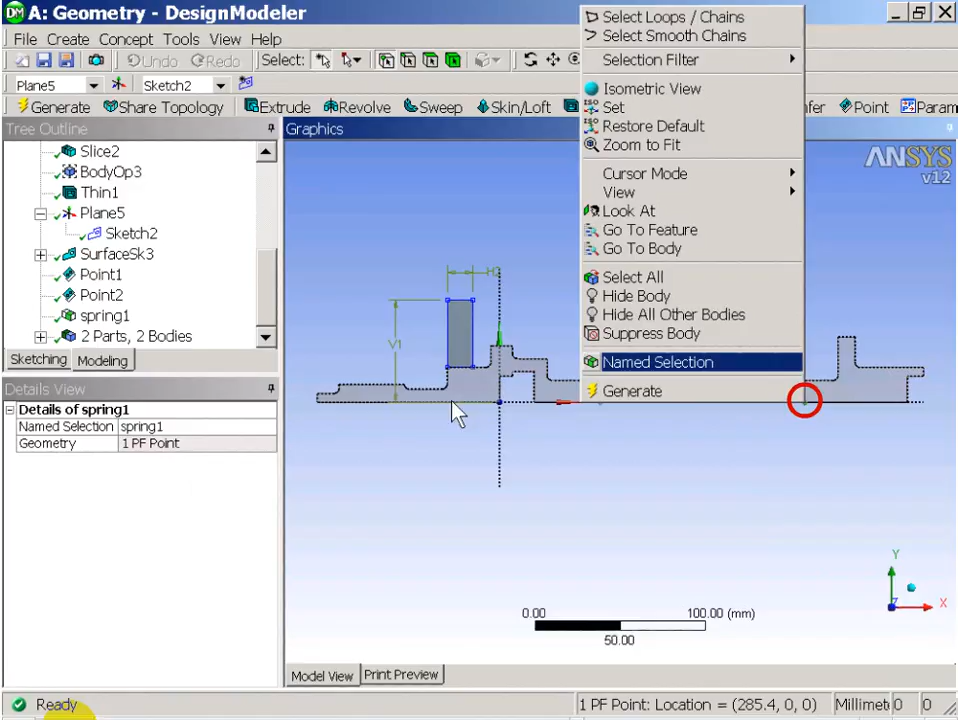 DM A: Geometry - DesignModeler
File Create Concept Tools View Help
Undo Redo Select:
Plane5 Sketch2
Generate Share Topology Extrude Revolve Sweep Skin/Loft fer Point Param
Tree Outline
Graphics
Slice2
BodyOp3
Thin1
Plane5
Sketch2
SurfaceSk3
Point1
Point2
spring1
2 Parts, 2 Bodies
Sketching Modeling
Details View
Details of spring1
Named Selection spring1
Geometry 1 PF Point
V1
Select Loops / Chains
Select Smooth Chains
Selection Filter
Isometric View
ISO Set
ISO Restore Default
Zoom to Fit
Cursor Mode
View
Look At
Go To Feature
Go To Body
Select All
Hide Body
Hide All Other Bodies
Suppress Body
Named Selection
Generate
ANSYS
v12
Y
X
Z
0.00 100.00 (mm)
50.00
Model View Print Preview
Ready
1 PF Point: Location = (285.4, 0, 0) Millimet 0 0